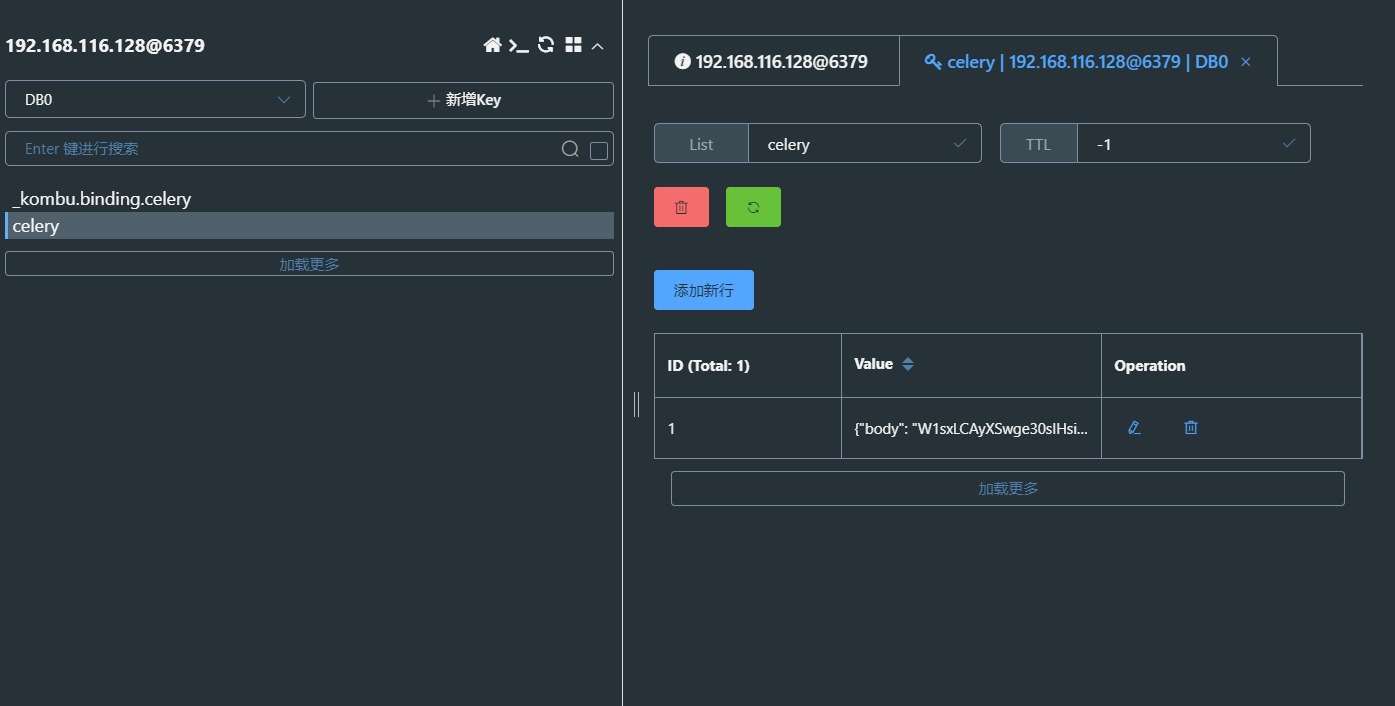 192.168.116.128@6379
DB0
新增Key
Enter 键进行搜索
_kombu.binding.celery
celery
加载更多
192.168.116.128@6379
celery | 192.168.116.128@6379 | DB0
List
celery
TTL
-1
添加新行
ID (Total: 1)
Value
Operation
1
{"body": "W1sxLCAyXSwge30sIHsi...
加载更多